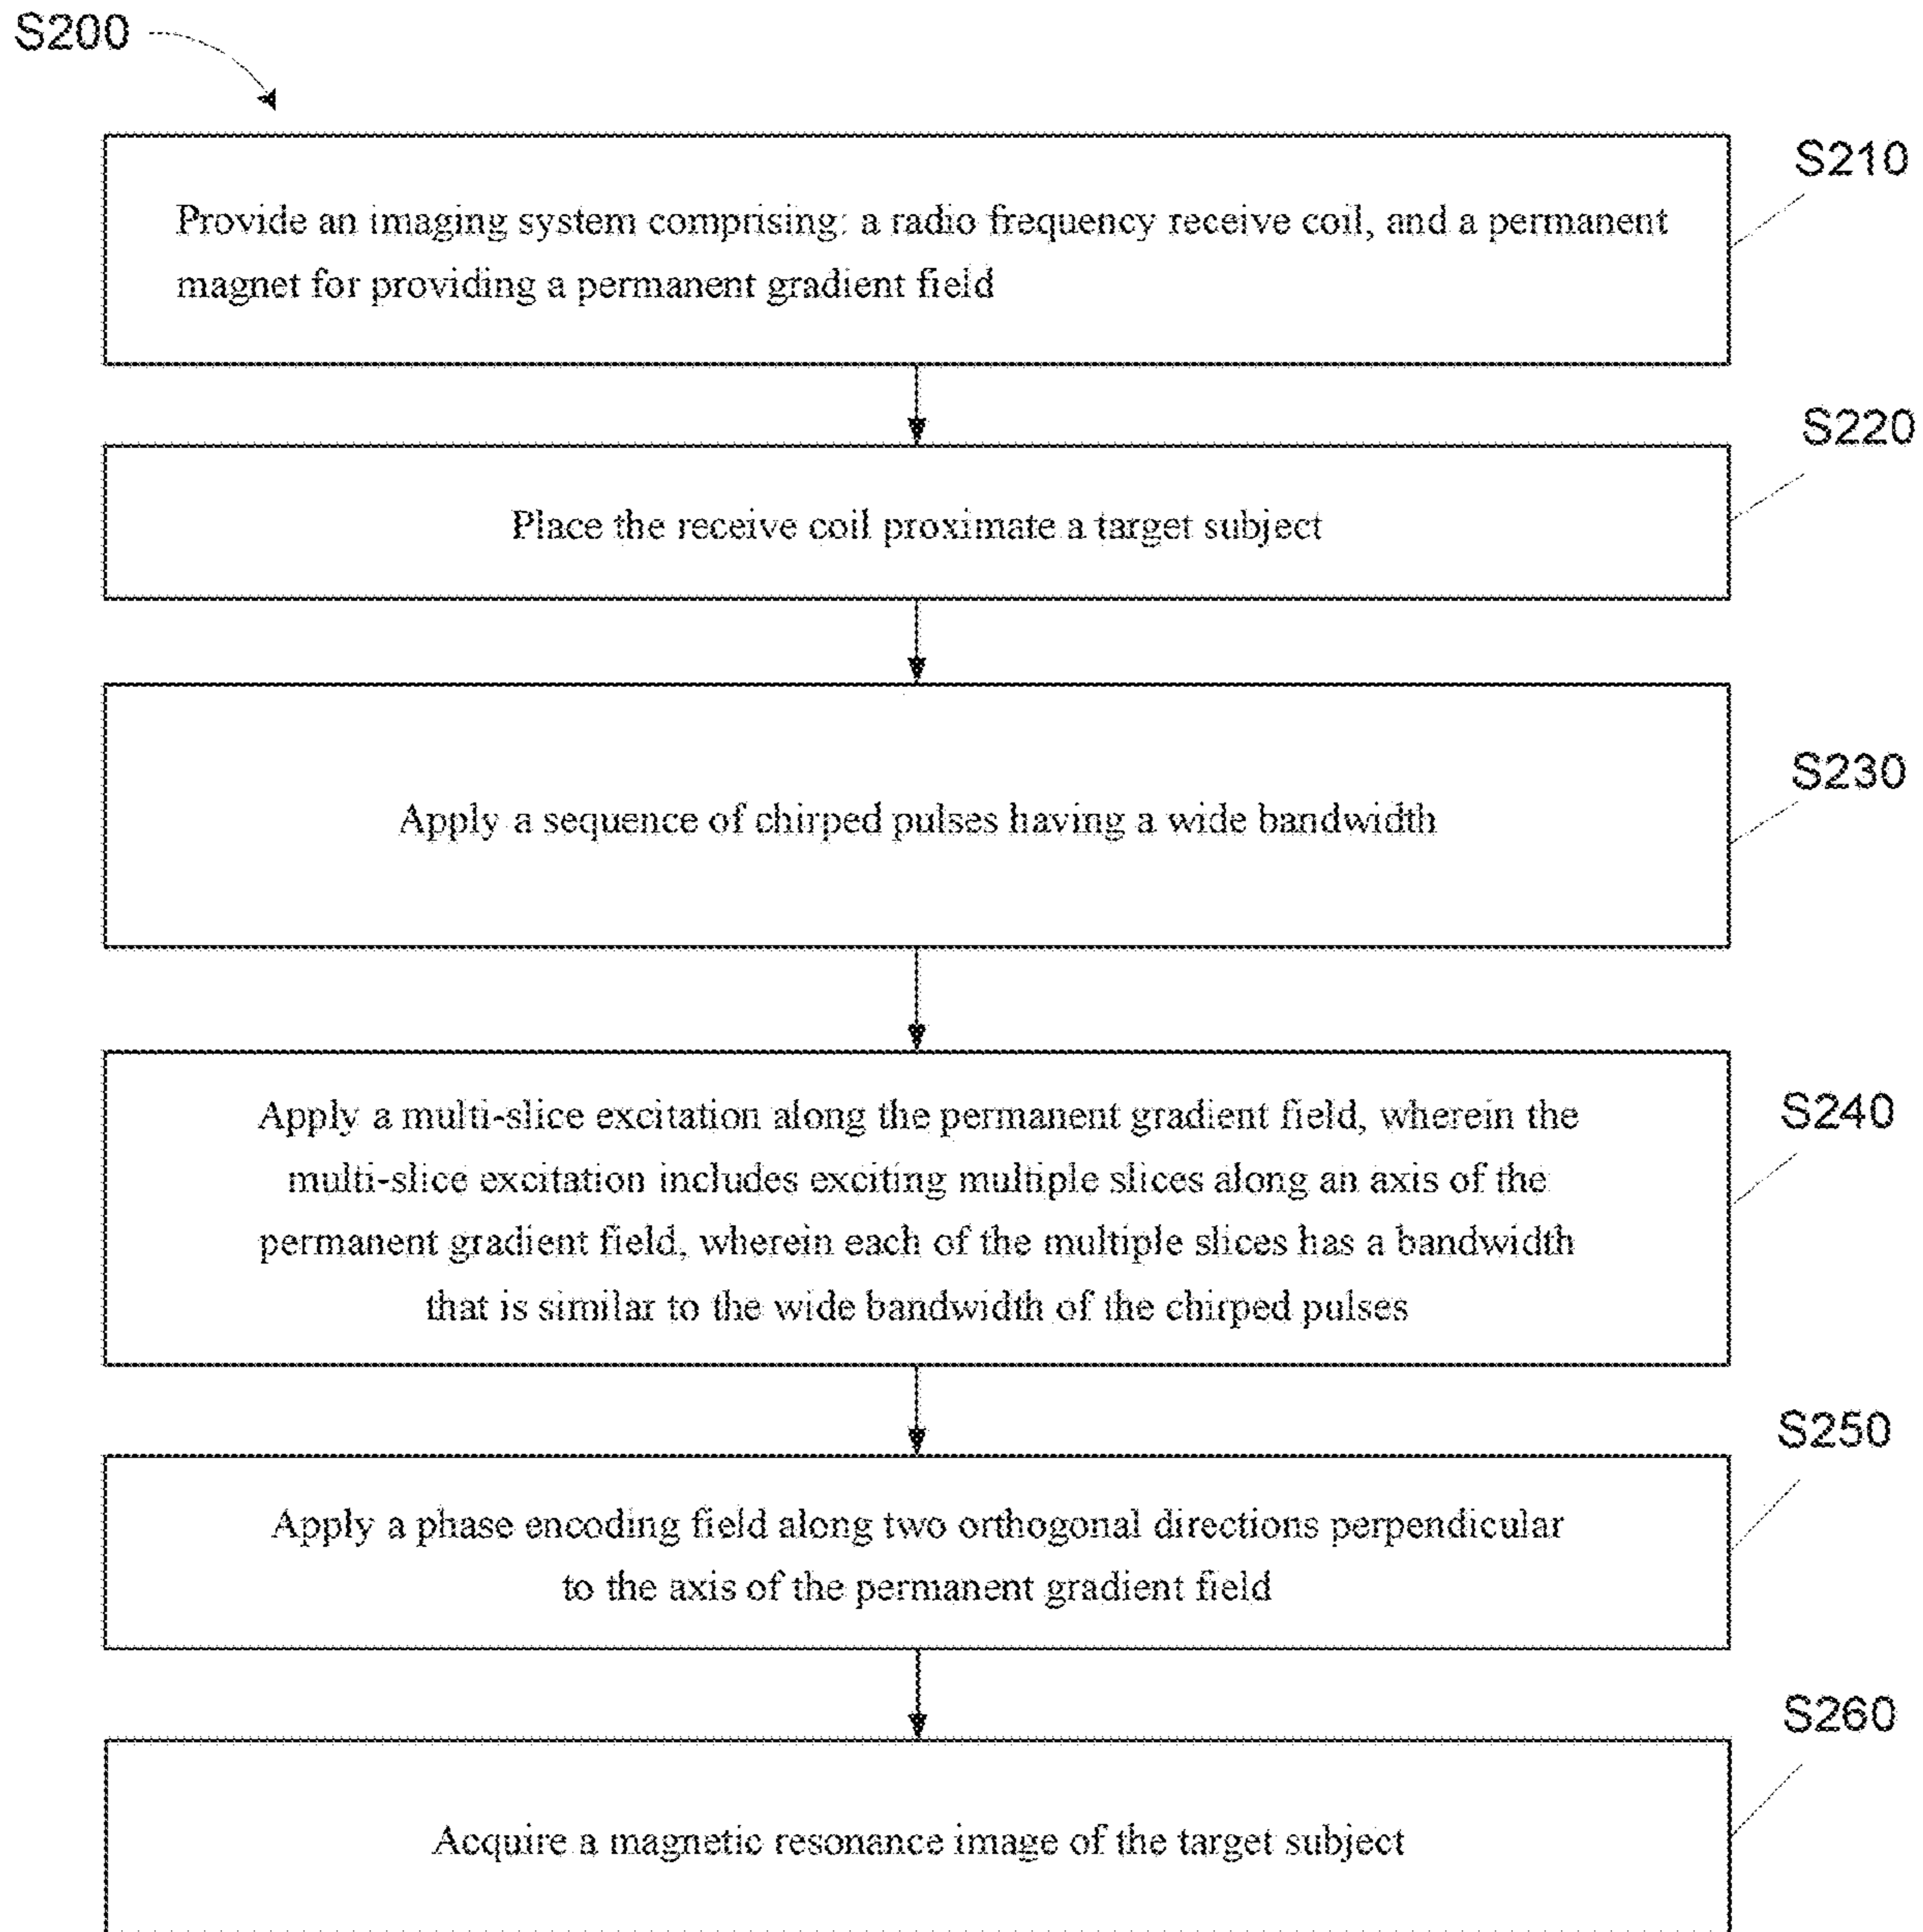 S200
S210
Provide an imaging system comprising: a radio frequency receive coil, and a permanent
magnet for providing a permanent gradient field
S220
Place the receive coil proximate a target subject
S230
Apply a sequence of chirped pulses having a wide bandwidth
S240
Apply a multi-slice excitation along the permanent gradient field, wherein the
multi-slice excitation includes exciting multiple slices along an axis of the
permanent gradient field, wherein each of the multiple slices has a bandwidth
that is similar to the wide bandwidth of the chirped pulses
S250
Apply a phase encoding field along two orthogonal directions perpendicular
to the axis of the permanent gradient field
S260
Acquire a magnetic resonance image of the target subject